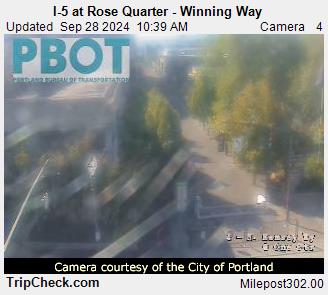 I-5 at Rose Quarter - Winning Way
Updated Sep 28 2024 10:39 AM Camera 4
PBOT
PORTLAND BUREAU OF TRANSPORTATION
Camera courtesy of the City of Portland
TripCheck.com Milepost302.00